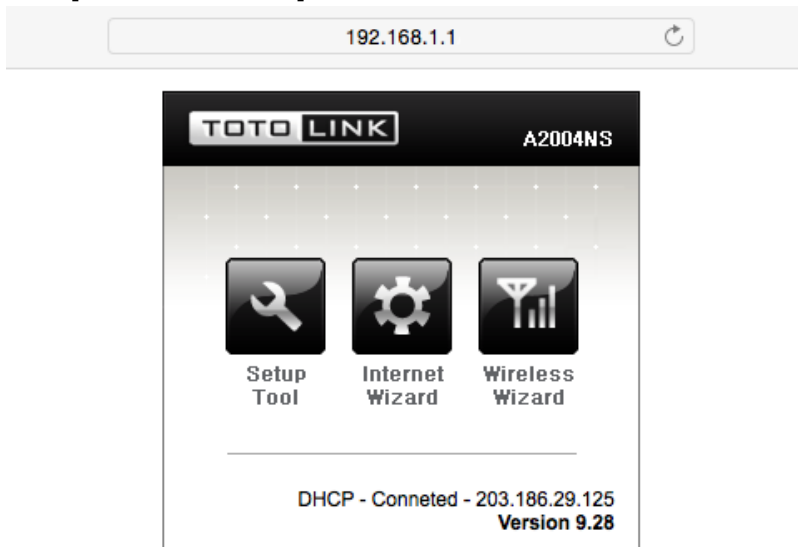 192.168.1.1
TOTO LINK
A2004NS
Setup Tool
Internet Wizard
Wireless Wizard
DHCP - Conneted - 203.186.29.125
Version 9.28